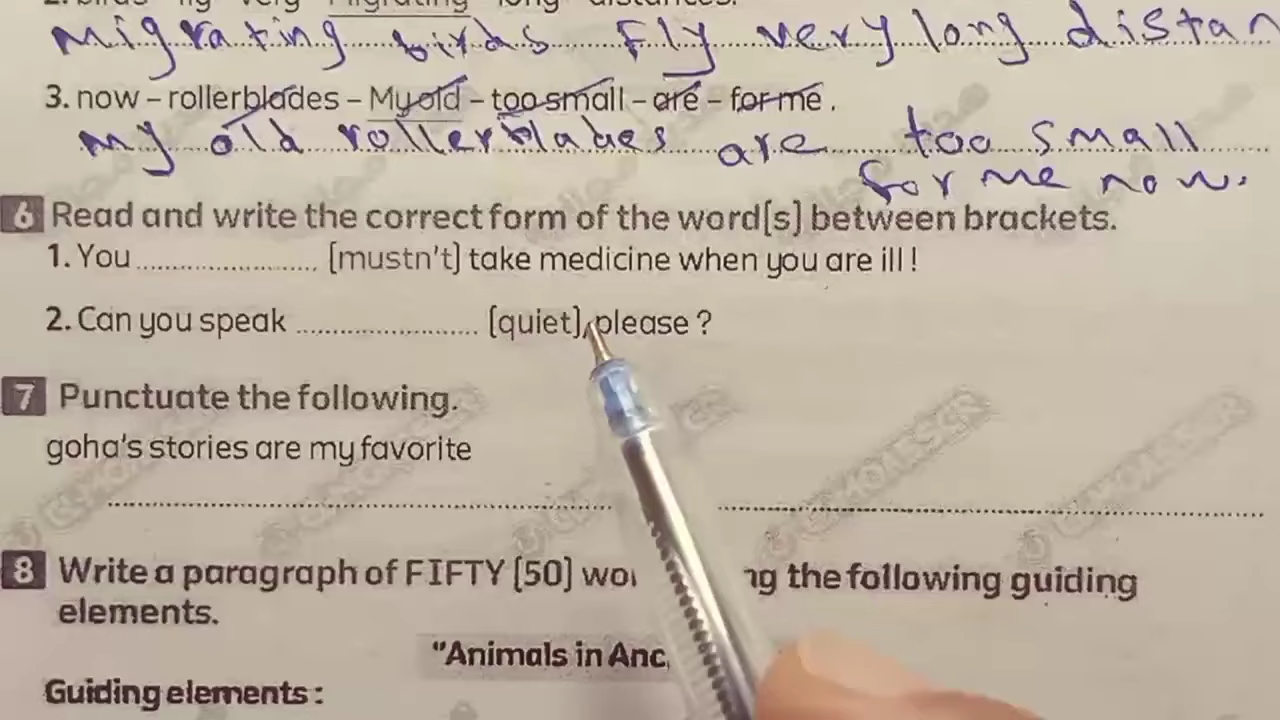 Migrating birds Fly very long distan
3. now – rollerblades – My old – too small – are – for me .
my old rollerblades are too small
for me now.
6 Read and write the correct form of the word(s) between brackets.
1. You ........................ (mustn't) take medicine when you are ill !
2. Can you speak ........................ (quiet), please ?
7 Punctuate the following.
goha's stories are my favorite
8 Write a paragraph of FIFTY (50) the following guiding
elements.
"Animals in Anc
Guiding elements :